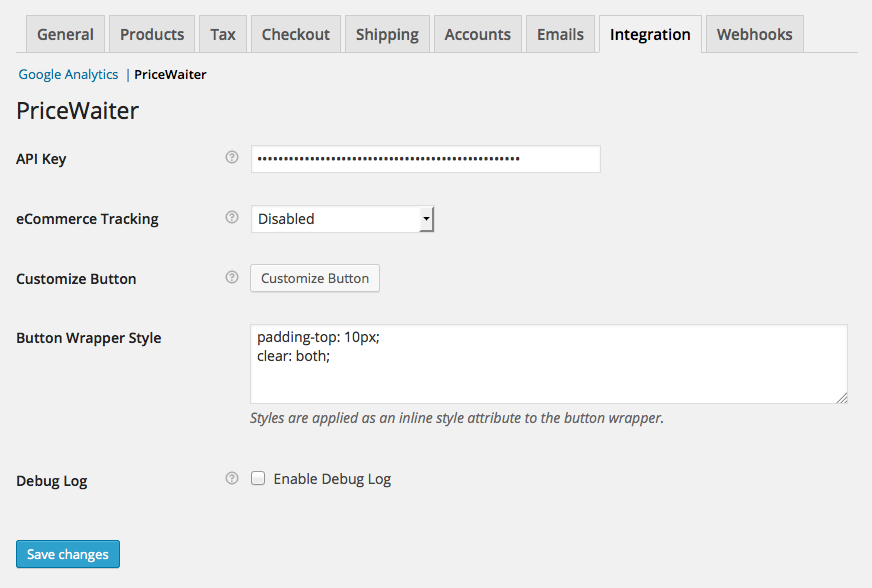 General Products Tax Checkout Shipping Accounts Emails Integration Webhooks
Google Analytics | PriceWaiter
PriceWaiter
API Key ? ••••••••••••••••••••••••••••••••••••••••••••••••••
eCommerce Tracking ? Disabled
Customize Button ? Customize Button
Button Wrapper Style padding-top: 10px;
clear: both;
Styles are applied as an inline style attribute to the button wrapper.
Debug Log ? Enable Debug Log
Save changes